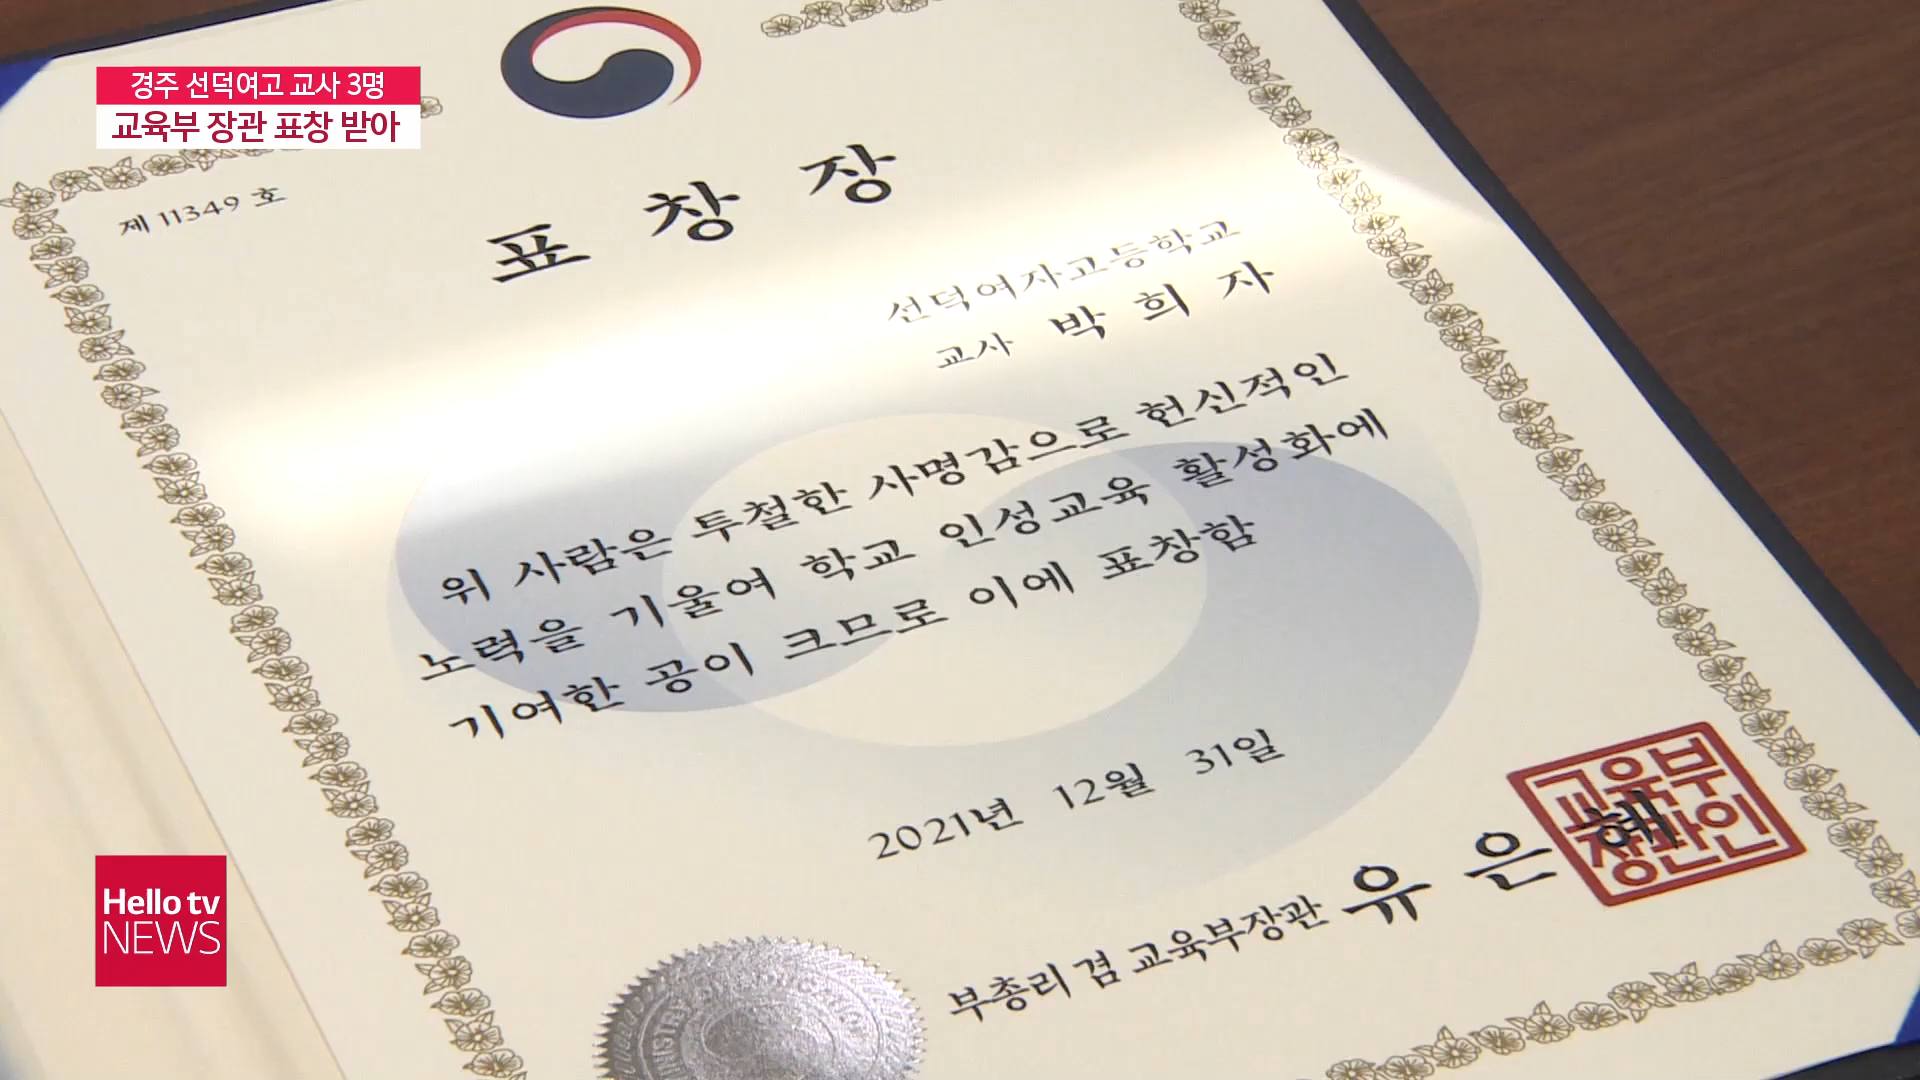 경주 선덕여고 교사 3명
교육부 장관 표창 받아
제 11349 호
표 창 장
선덕여자고등학교
교사 박 희 자
위 사람은 투철한 사명감으로 헌신적인
노력을 기울여 학교 인성교육 활성화에
기여한 공이 크므로 이에 표창함
2021년 12월 31일
부총리 겸 교육부장관 유 은 혜
교육부
장관인
Hello tv
NEWS